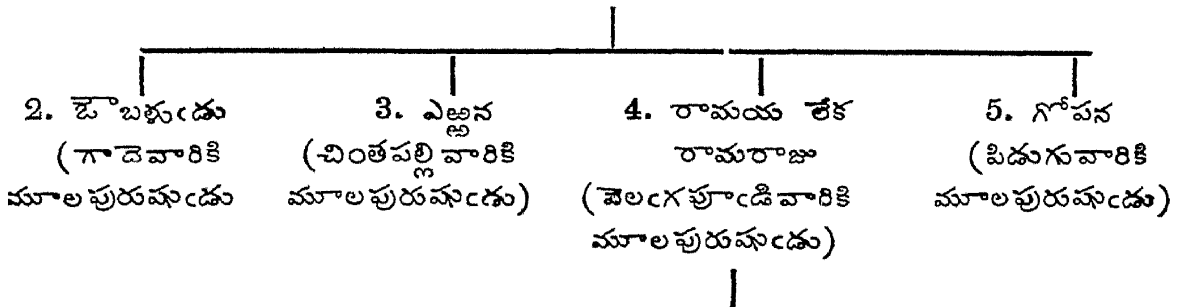 2. ఔబళుఁడు
(గాదెవారికి
మూలపురుషుఁడు
3. ఎఱ్ఱన
(చింతపల్లి వారికి
మూలపురుషుఁడు)
4. రామయ లేక
రామరాజు
(వెలఁగపూఁడివారికి
మూలపురుషుఁడు)
5. గోపన
(పిడుగువారికి
మూలపురుషుఁడు)